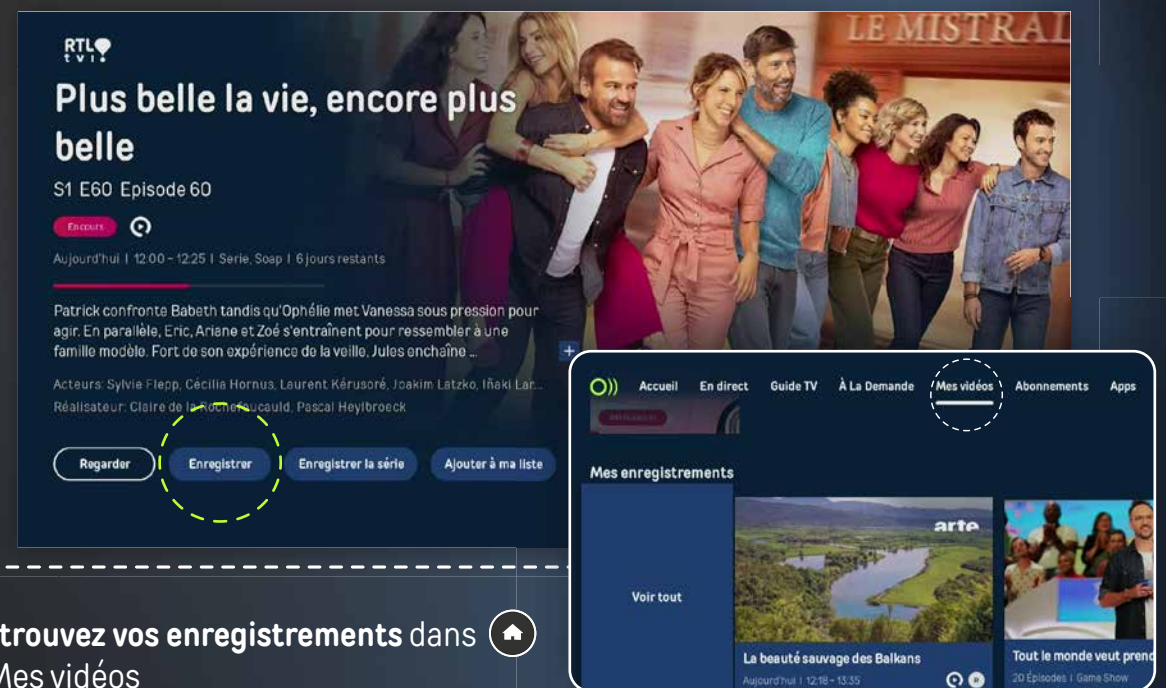 LE MISTRAL
RTL
tvi
Plus belle la vie, encore plus
belle
S1 E60 Episode 60
En cours
Aujourd'hui | 12:00 - 12:25 | Serie, Soap | 6 jours restants
Patrick confronte Babeth tandis qu'Ophélie met Vanessa sous pression pour
agir. En parallèle, Eric, Ariane et Zoé s'entraînent pour ressembler à une
famille modèle. Fort de son expérience de la veille, Jules enchaîne ...
Acteurs: Sylvie Flepp, Cécilia Hornus, Laurent Kérusoré, Joakim Latzko, Iñaki Lar...
Réalisateur: Claire de la Rochefoucauld, Pascal Heylbroeck
Regarder Enregistrer Enregistrer la série Ajouter à ma liste
Accueil En direct Guide TV À La Demande Mes vidéos Abonnements Apps
Mes enregistrements
arte
Voir tout
La beauté sauvage des Balkans
Aujourd'hui | 12:18 - 13:35
Tout le monde veut prend
20 Épisodes | Game Show
trouvez vos enregistrements dans
Mes vidéos